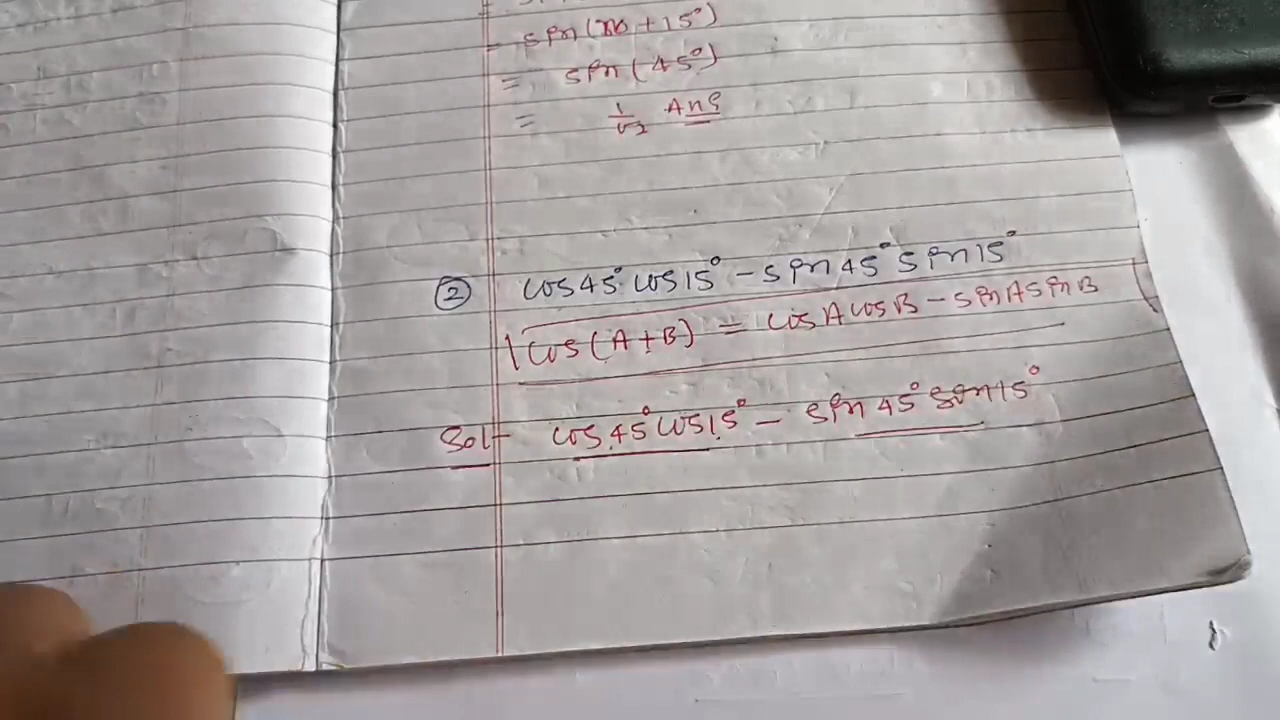 = sin(30 + 15°)
= sin(45°)
= 1/√2 Ans
② cos45° cos15° - sin45° sin15°
cos(A+B) = cosA cosB - sinA sinB
Sol- cos45° cos15° - sin45° sin15°